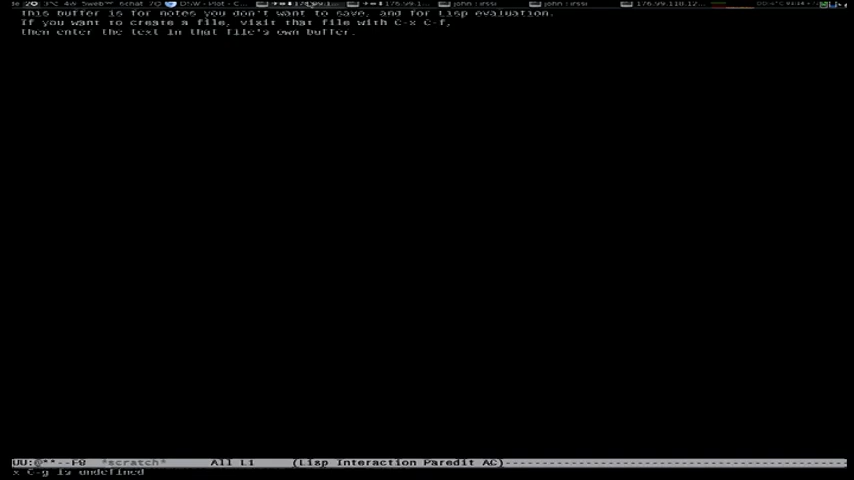 This buffer is for notes you don't want to save, and for Lisp evaluation.
If you want to create a file, visit that file with C-x C-f,
then enter the text in that file's own buffer.
*scratch* All L1 (Lisp Interaction Paredit AC)
x C-g is undefined